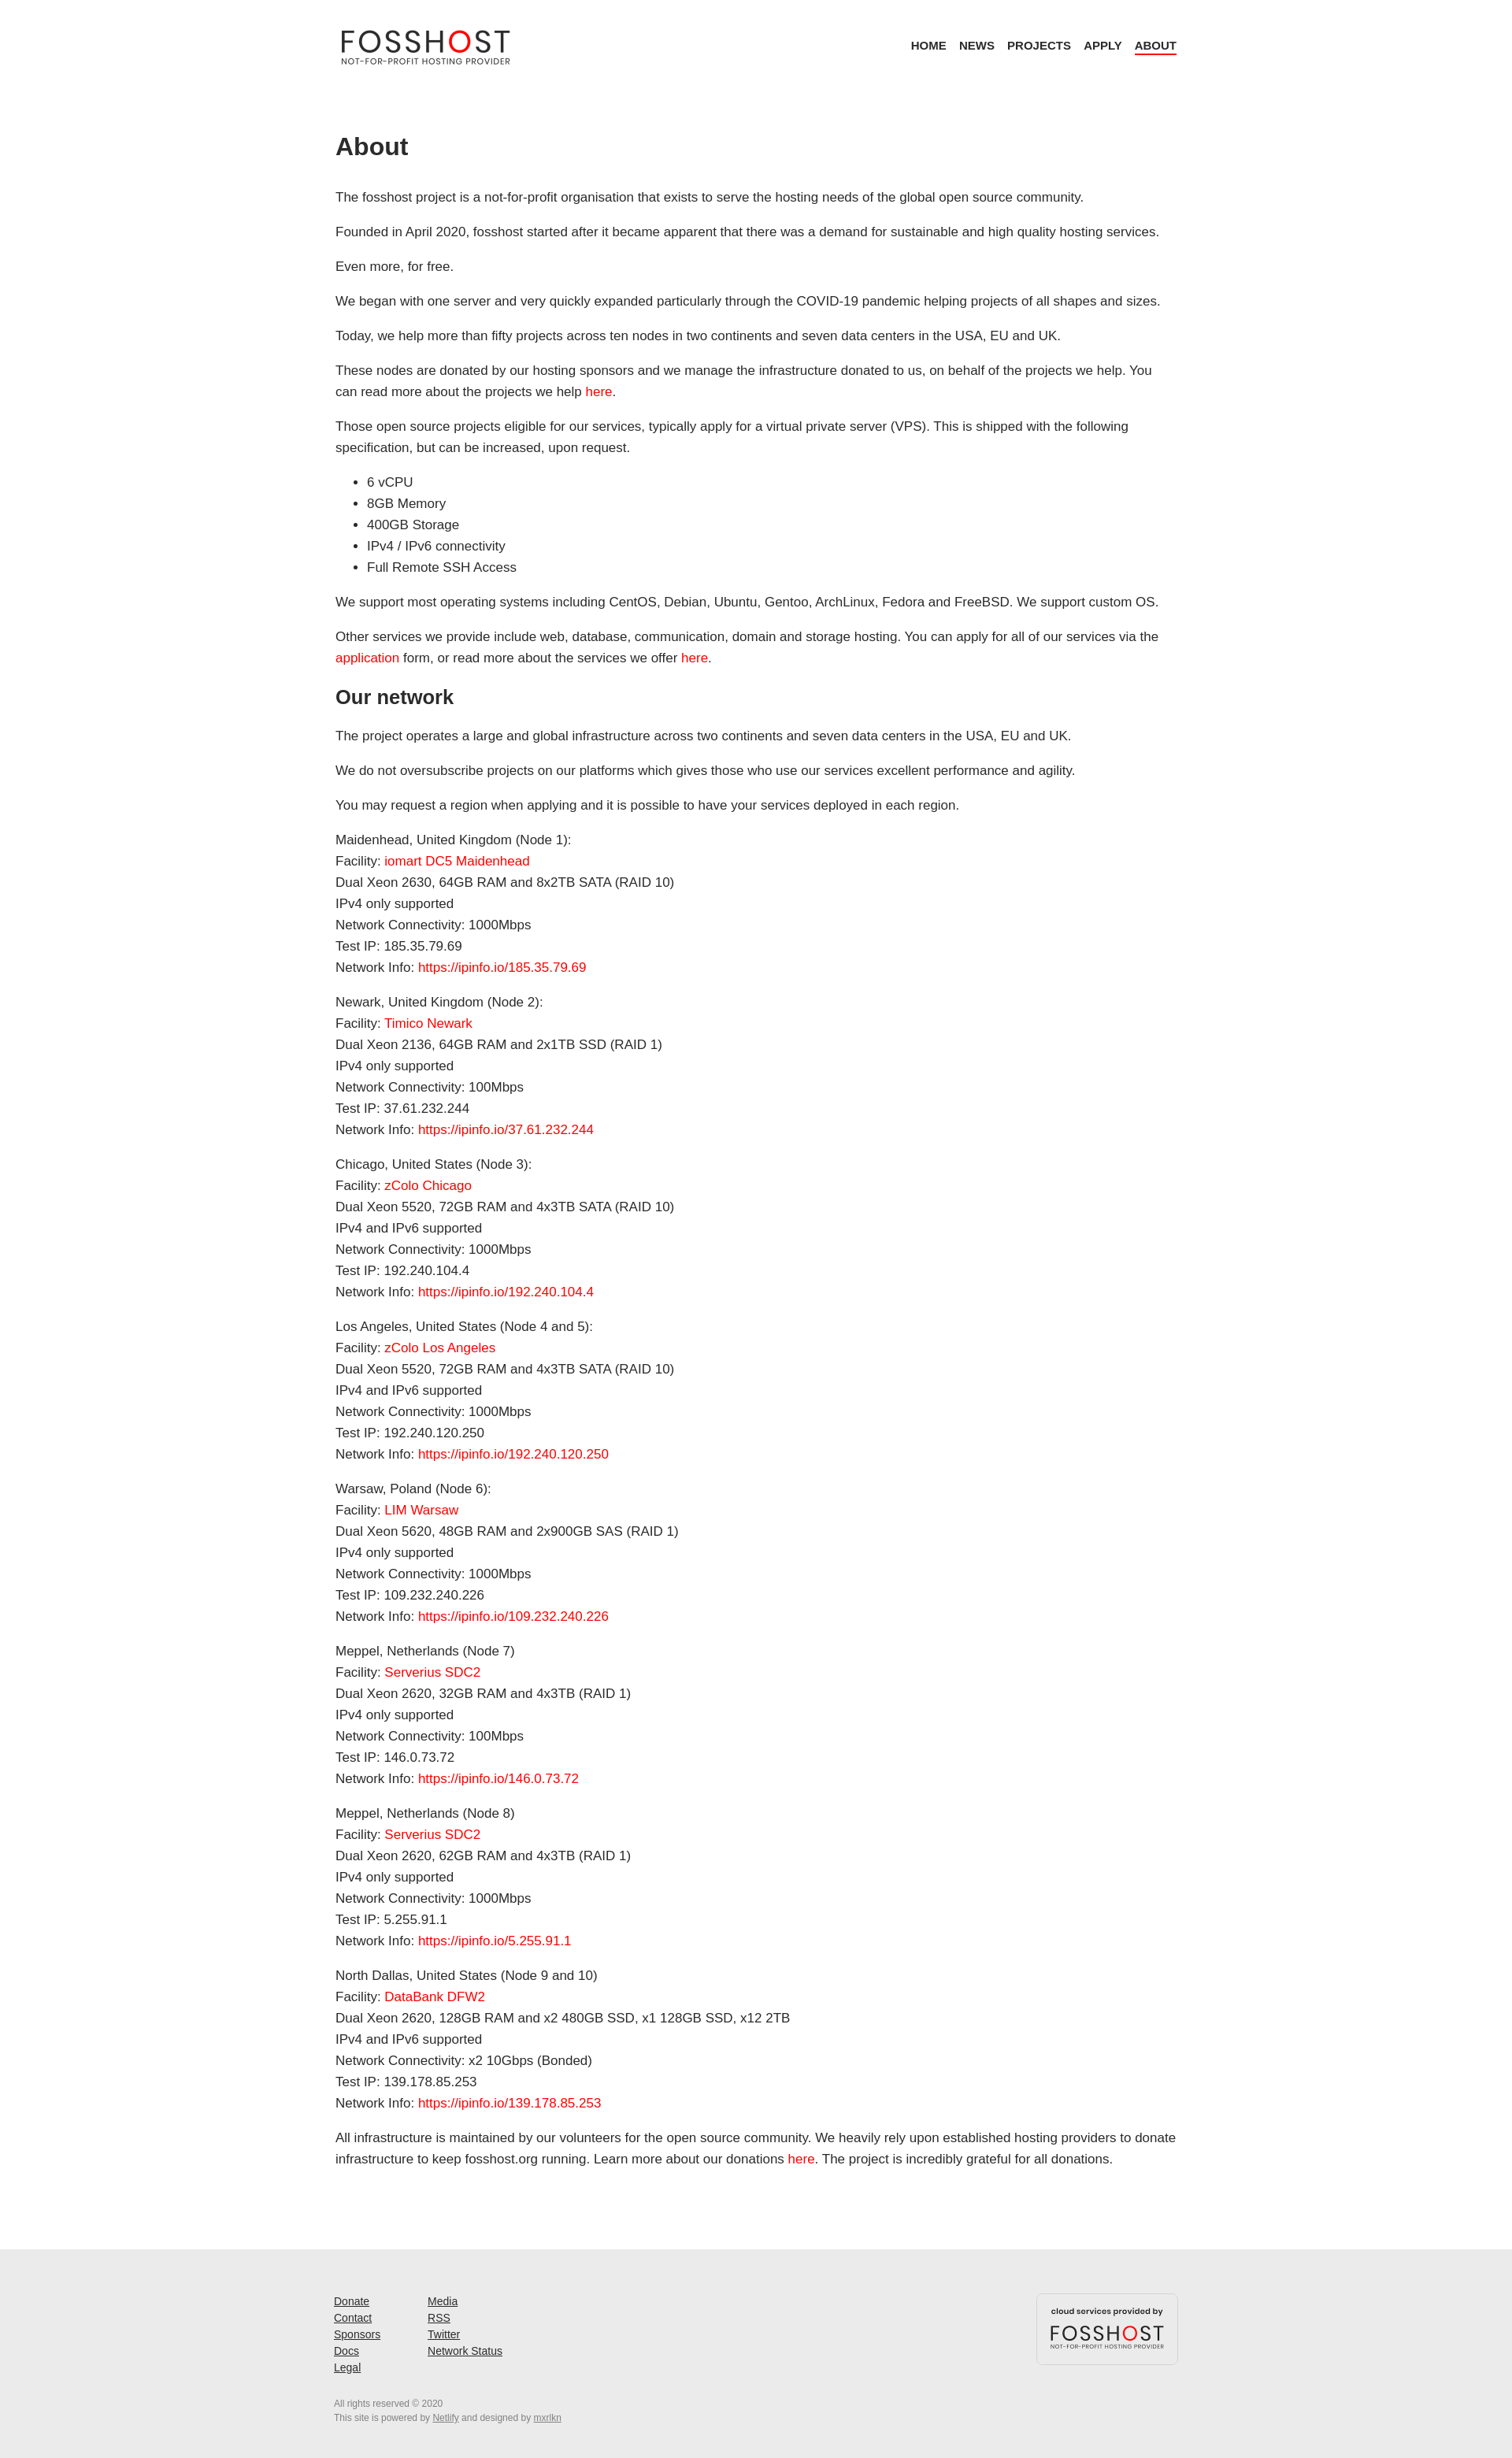 FOSSHOST
NOT-FOR-PROFIT HOSTING PROVIDER
HOME NEWS PROJECTS APPLY ABOUT
About
The fosshost project is a not-for-profit organisation that exists to serve the hosting needs of the global open source community.
Founded in April 2020, fosshost started after it became apparent that there was a demand for sustainable and high quality hosting services.
Even more, for free.
We began with one server and very quickly expanded particularly through the COVID-19 pandemic helping projects of all shapes and sizes.
Today, we help more than fifty projects across ten nodes in two continents and seven data centers in the USA, EU and UK.
These nodes are donated by our hosting sponsors and we manage the infrastructure donated to us, on behalf of the projects we help. You
can read more about the projects we help here.
Those open source projects eligible for our services, typically apply for a virtual private server (VPS). This is shipped with the following
specification, but can be increased, upon request.
• 6 vCPU
• 8GB Memory
• 400GB Storage
• IPv4 / IPv6 connectivity
• Full Remote SSH Access
We support most operating systems including CentOS, Debian, Ubuntu, Gentoo, ArchLinux, Fedora and FreeBSD. We support custom OS.
Other services we provide include web, database, communication, domain and storage hosting. You can apply for all of our services via the
application form, or read more about the services we offer here.
Our network
The project operates a large and global infrastructure across two continents and seven data centers in the USA, EU and UK.
We do not oversubscribe projects on our platforms which gives those who use our services excellent performance and agility.
You may request a region when applying and it is possible to have your services deployed in each region.
Maidenhead, United Kingdom (Node 1):
Facility: iomart DC5 Maidenhead
Dual Xeon 2630, 64GB RAM and 8x2TB SATA (RAID 10)
IPv4 only supported
Network Connectivity: 1000Mbps
Test IP: 185.35.79.69
Network Info: https://ipinfo.io/185.35.79.69
Newark, United Kingdom (Node 2):
Facility: Timico Newark
Dual Xeon 2136, 64GB RAM and 2x1TB SSD (RAID 1)
IPv4 only supported
Network Connectivity: 100Mbps
Test IP: 37.61.232.244
Network Info: https://ipinfo.io/37.61.232.244
Chicago, United States (Node 3):
Facility: zColo Chicago
Dual Xeon 5520, 72GB RAM and 4x3TB SATA (RAID 10)
IPv4 and IPv6 supported
Network Connectivity: 1000Mbps
Test IP: 192.240.104.4
Network Info: https://ipinfo.io/192.240.104.4
Los Angeles, United States (Node 4 and 5):
Facility: zColo Los Angeles
Dual Xeon 5520, 72GB RAM and 4x3TB SATA (RAID 10)
IPv4 and IPv6 supported
Network Connectivity: 1000Mbps
Test IP: 192.240.120.250
Network Info: https://ipinfo.io/192.240.120.250
Warsaw, Poland (Node 6):
Facility: LIM Warsaw
Dual Xeon 5620, 48GB RAM and 2x900GB SAS (RAID 1)
IPv4 only supported
Network Connectivity: 1000Mbps
Test IP: 109.232.240.226
Network Info: https://ipinfo.io/109.232.240.226
Meppel, Netherlands (Node 7)
Facility: Serverius SDC2
Dual Xeon 2620, 32GB RAM and 4x3TB (RAID 1)
IPv4 only supported
Network Connectivity: 100Mbps
Test IP: 146.0.73.72
Network Info: https://ipinfo.io/146.0.73.72
Meppel, Netherlands (Node 8)
Facility: Serverius SDC2
Dual Xeon 2620, 62GB RAM and 4x3TB (RAID 1)
IPv4 only supported
Network Connectivity: 1000Mbps
Test IP: 5.255.91.1
Network Info: https://ipinfo.io/5.255.91.1
North Dallas, United States (Node 9 and 10)
Facility: DataBank DFW2
Dual Xeon 2620, 128GB RAM and x2 480GB SSD, x1 128GB SSD, x12 2TB
IPv4 and IPv6 supported
Network Connectivity: x2 10Gbps (Bonded)
Test IP: 139.178.85.253
Network Info: https://ipinfo.io/139.178.85.253
All infrastructure is maintained by our volunteers for the open source community. We heavily rely upon established hosting providers to donate
infrastructure to keep fosshost.org running. Learn more about our donations here. The project is incredibly grateful for all donations.
Donate
Contact
Sponsors
Docs
Legal
Media
RSS
Twitter
Network Status
cloud services provided by
FOSSHOST
NOT-FOR-PROFIT HOSTING PROVIDER
All rights reserved © 2020
This site is powered by Netlify and designed by mxrlkn